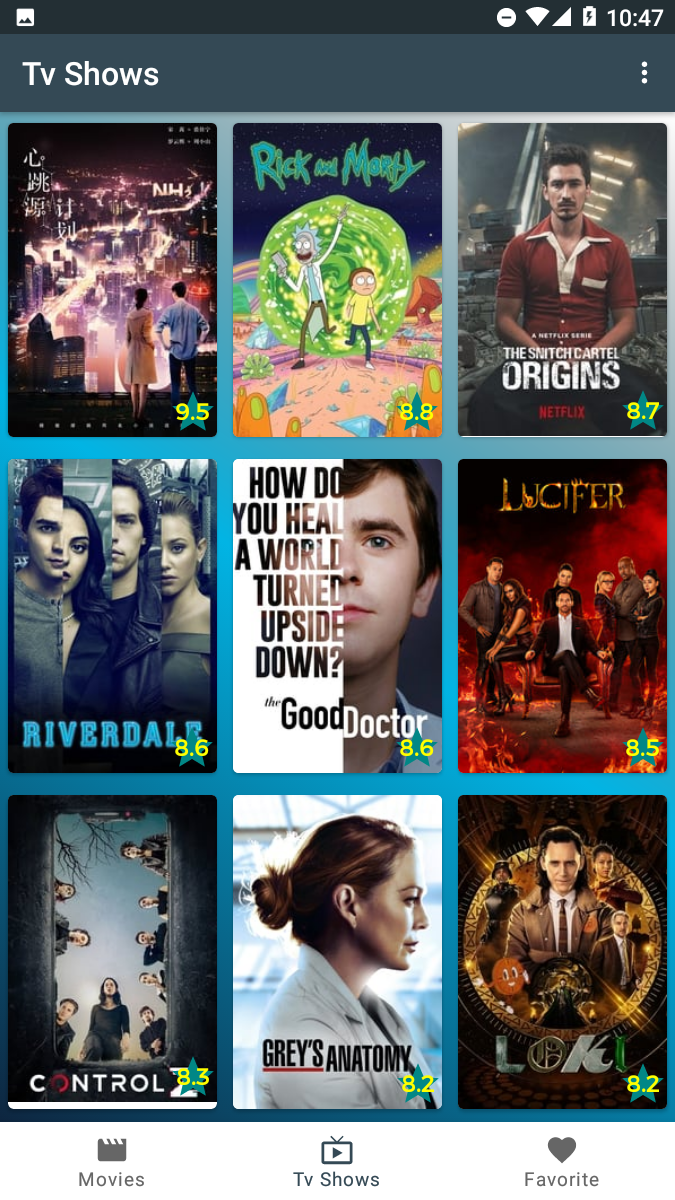 10:47
Tv Shows
心跳源
计划
NH
9.5
RICK AND MORTY
8.8
A NETFLIX SERIE
THE SNITCH CARTEL
ORIGINS
NETFLIX
8.7
RIVERDALE
8.6
HOW DO
YOU HEAL
A WORLD
TURNED
UPSIDE
DOWN?
the Good Doctor
8.6
LUCIFER
8.5
CONTROL Z
8.3
GREY'S ANATOMY
8.2
LOKI
8.2
Movies
Tv Shows
Favorite